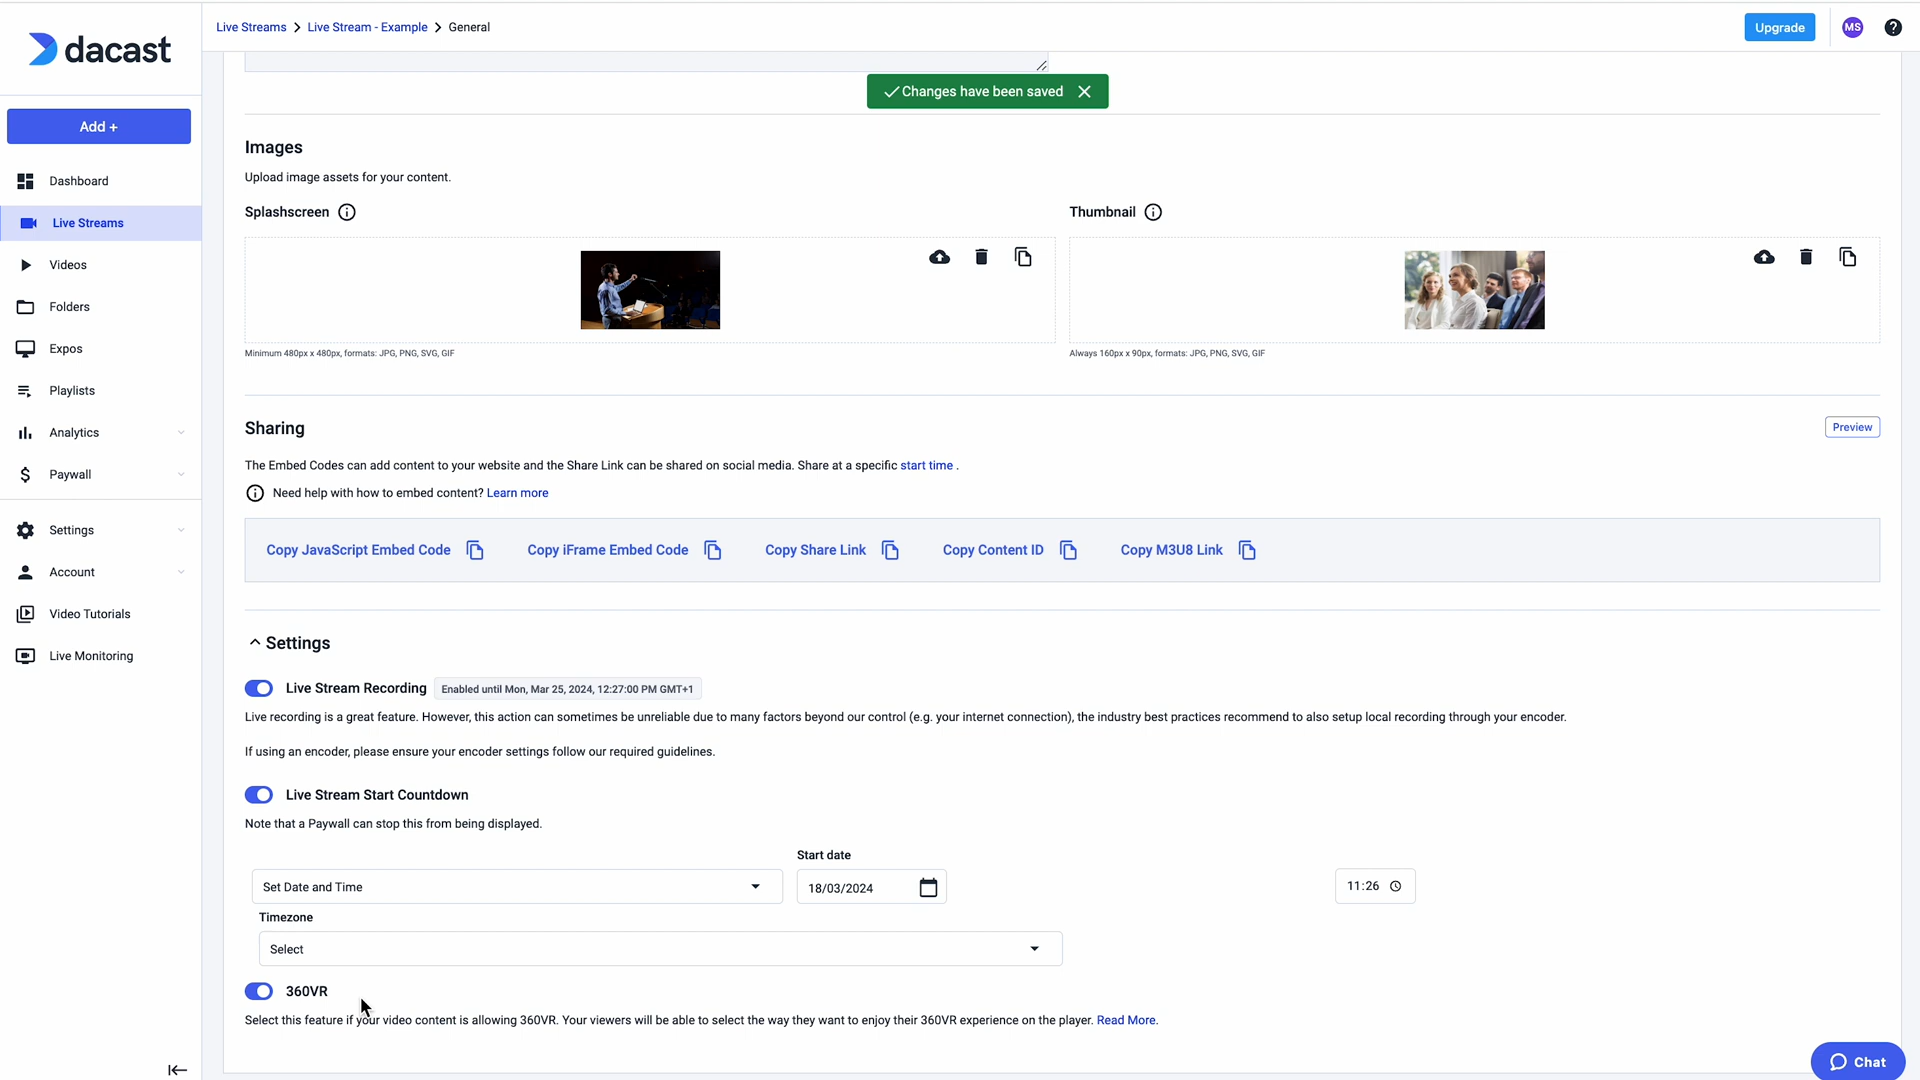 dacast
Live Streams > Live Stream - Example > General
Upgrade
MS
?
Changes have been saved
Add +
Dashboard
Live Streams
Videos
Folders
Expos
Playlists
Analytics
Paywall
Settings
Account
Video Tutorials
Live Monitoring
Images
Upload image assets for your content.
Splashscreen
Thumbnail
Minimum 480px x 480px, formats: JPG, PNG, SVG, GIF
Always 160px x 90px, formats: JPG, PNG, SVG, GIF
Sharing
Preview
The Embed Codes can add content to your website and the Share Link can be shared on social media. Share at a specific start time .
Need help with how to embed content? Learn more
Copy JavaScript Embed Code
Copy iFrame Embed Code
Copy Share Link
Copy Content ID
Copy M3U8 Link
Settings
Live Stream Recording
Enabled until Mon, Mar 25, 2024, 12:27:00 PM GMT+1
Live recording is a great feature. However, this action can sometimes be unreliable due to many factors beyond our control (e.g. your internet connection), the industry best practices recommend to also setup local recording through your encoder.
If using an encoder, please ensure your encoder settings follow our required guidelines.
Live Stream Start Countdown
Note that a Paywall can stop this from being displayed.
Start date
Set Date and Time
18/03/2024
11:26
Timezone
Select
360VR
Select this feature if your video content is allowing 360VR. Your viewers will be able to select the way they want to enjoy their 360VR experience on the player. Read More.
Chat